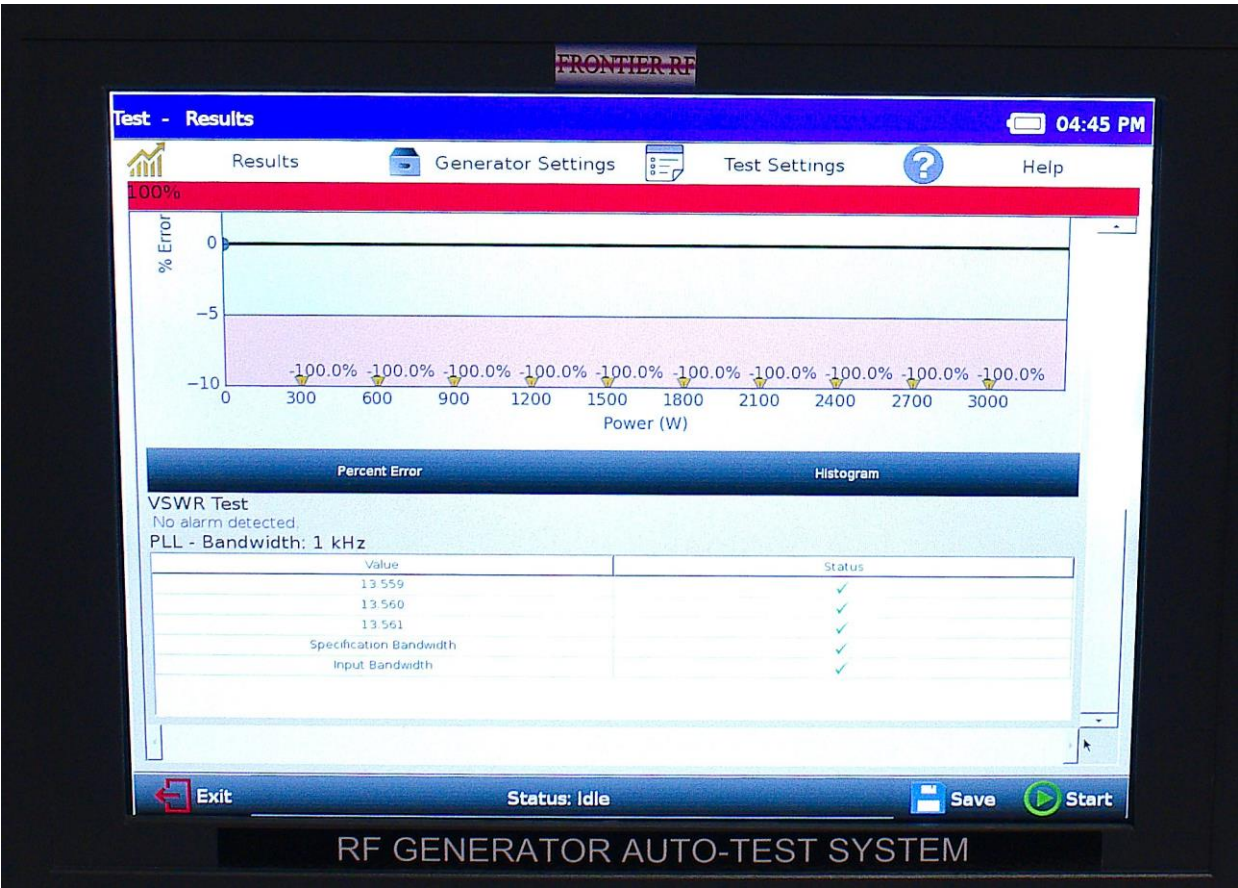 FRONTIER RF
Test - Results 04:45 PM
Results Generator Settings Test Settings Help
100%
% Error
0
-5
-100.0% -100.0% -100.0% -100.0% -100.0% -100.0% -100.0% -100.0% -100.0% -100.0%
-10
0 300 600 900 1200 1500 1800 2100 2400 2700 3000
Power (W)
Percent Error Histogram
VSWR Test
No alarm detected.
PLL - Bandwidth: 1 kHz
Value Status
13.559 ✓
13.560 ✓
13.561 ✓
Specification Bandwidth ✓
Input Bandwidth ✓
Exit Status: Idle Save Start
RF GENERATOR AUTO-TEST SYSTEM